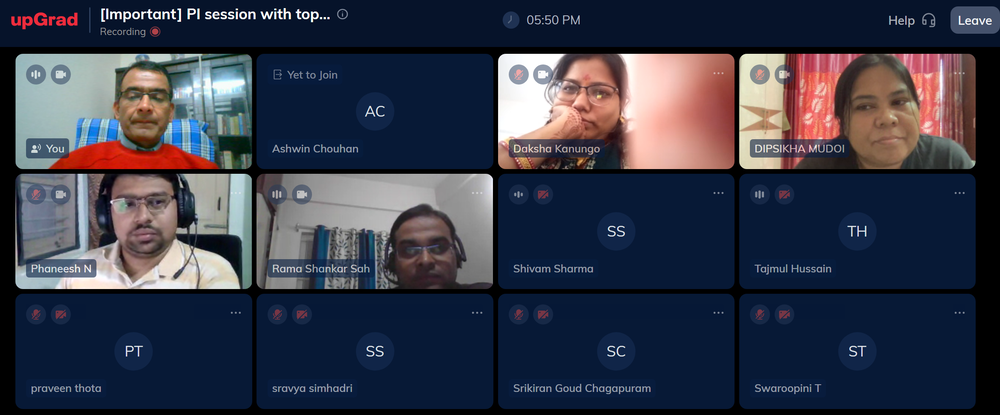 upGrad
[Important] PI session with top...
Recording
05:50 PM
Help
Leave
You
Yet to Join
AC
Ashwin Chouhan
Daksha Kanungo
DIPSIKHA MUDOI
Phaneesh N
Rama Shankar Sah
SS
Shivam Sharma
TH
Tajmul Hussain
PT
praveen thota
SS
sravya simhadri
SC
Srikiran Goud Chagapuram
ST
Swaroopini T